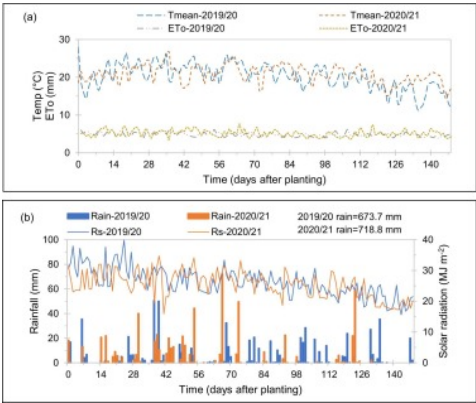 (a)
Tmean-2019/20 Tmean-2020/21
ETo-2019/20 ETo-2020/21
30
20
10
0
Temp (°C)
ETo (mm)
0 14 28 42 56 70 84 98 112 126 140
Time (days after planting)
(b)
Rain-2019/20 Rain-2020/21 2019/20 rain=673.7 mm
Rs-2019/20 Rs-2020/21 2020/21 rain=718.8 mm
100 40
80 30
60
40 20
20 10
0 0
Rainfall (mm)
Solar radiation (MJ m⁻²)
0 14 28 42 56 70 84 98 112 126 140
Time (days after planting)